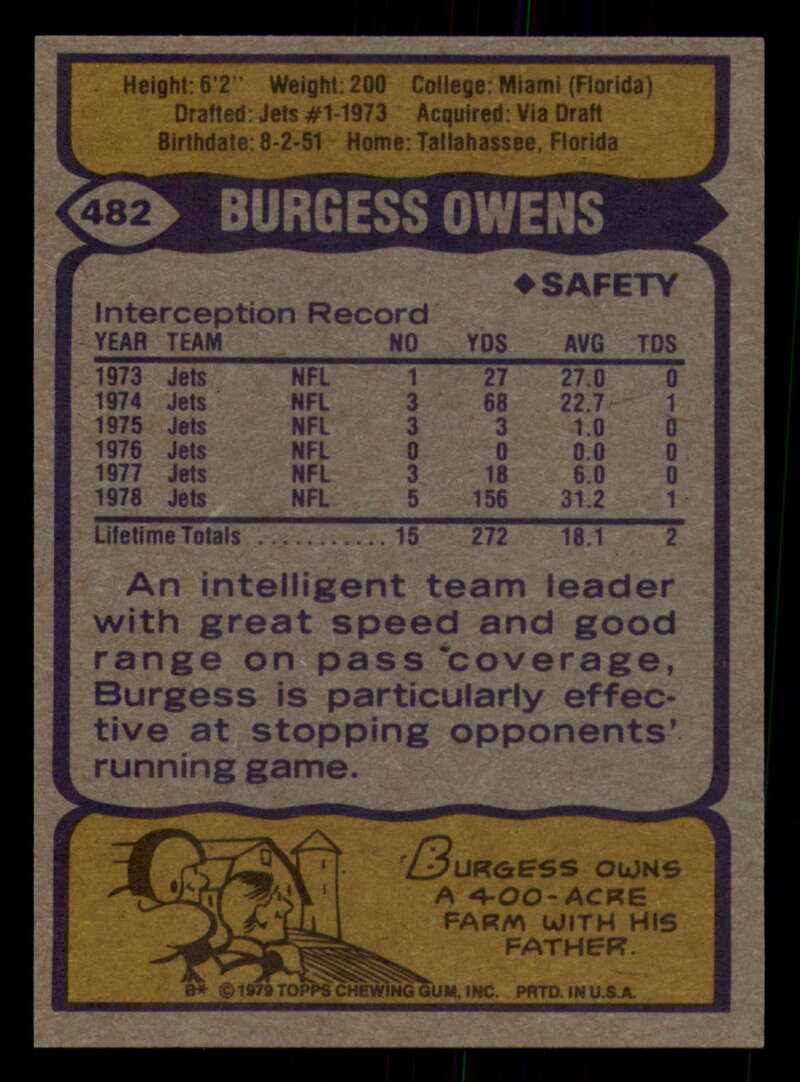 Height: 6'2" Weight: 200 College: Miami (Florida)
Drafted: Jets #1-1973 Acquired: Via Draft
Birthdate: 8-2-51 Home: Tallahassee, Florida
482 BURGESS OWENS
◆SAFETY
Interception Record
YEAR TEAM NO YDS AVG TDS
1973 Jets NFL 1 27 27.0 0
1974 Jets NFL 3 68 22.7 1
1975 Jets NFL 3 3 1.0 0
1976 Jets NFL 0 0 0.0 0
1977 Jets NFL 3 18 6.0 0
1978 Jets NFL 5 156 31.2 1
Lifetime Totals ........... 15 272 18.1 2
An intelligent team leader
with great speed and good
range on pass coverage,
Burgess is particularly effec-
tive at stopping opponents'
running game.
BURGESS OWNS
A 400-ACRE
FARM WITH HIS
FATHER.
B* © 1979 TOPPS CHEWING GUM, INC. PRTD. IN U.S.A.